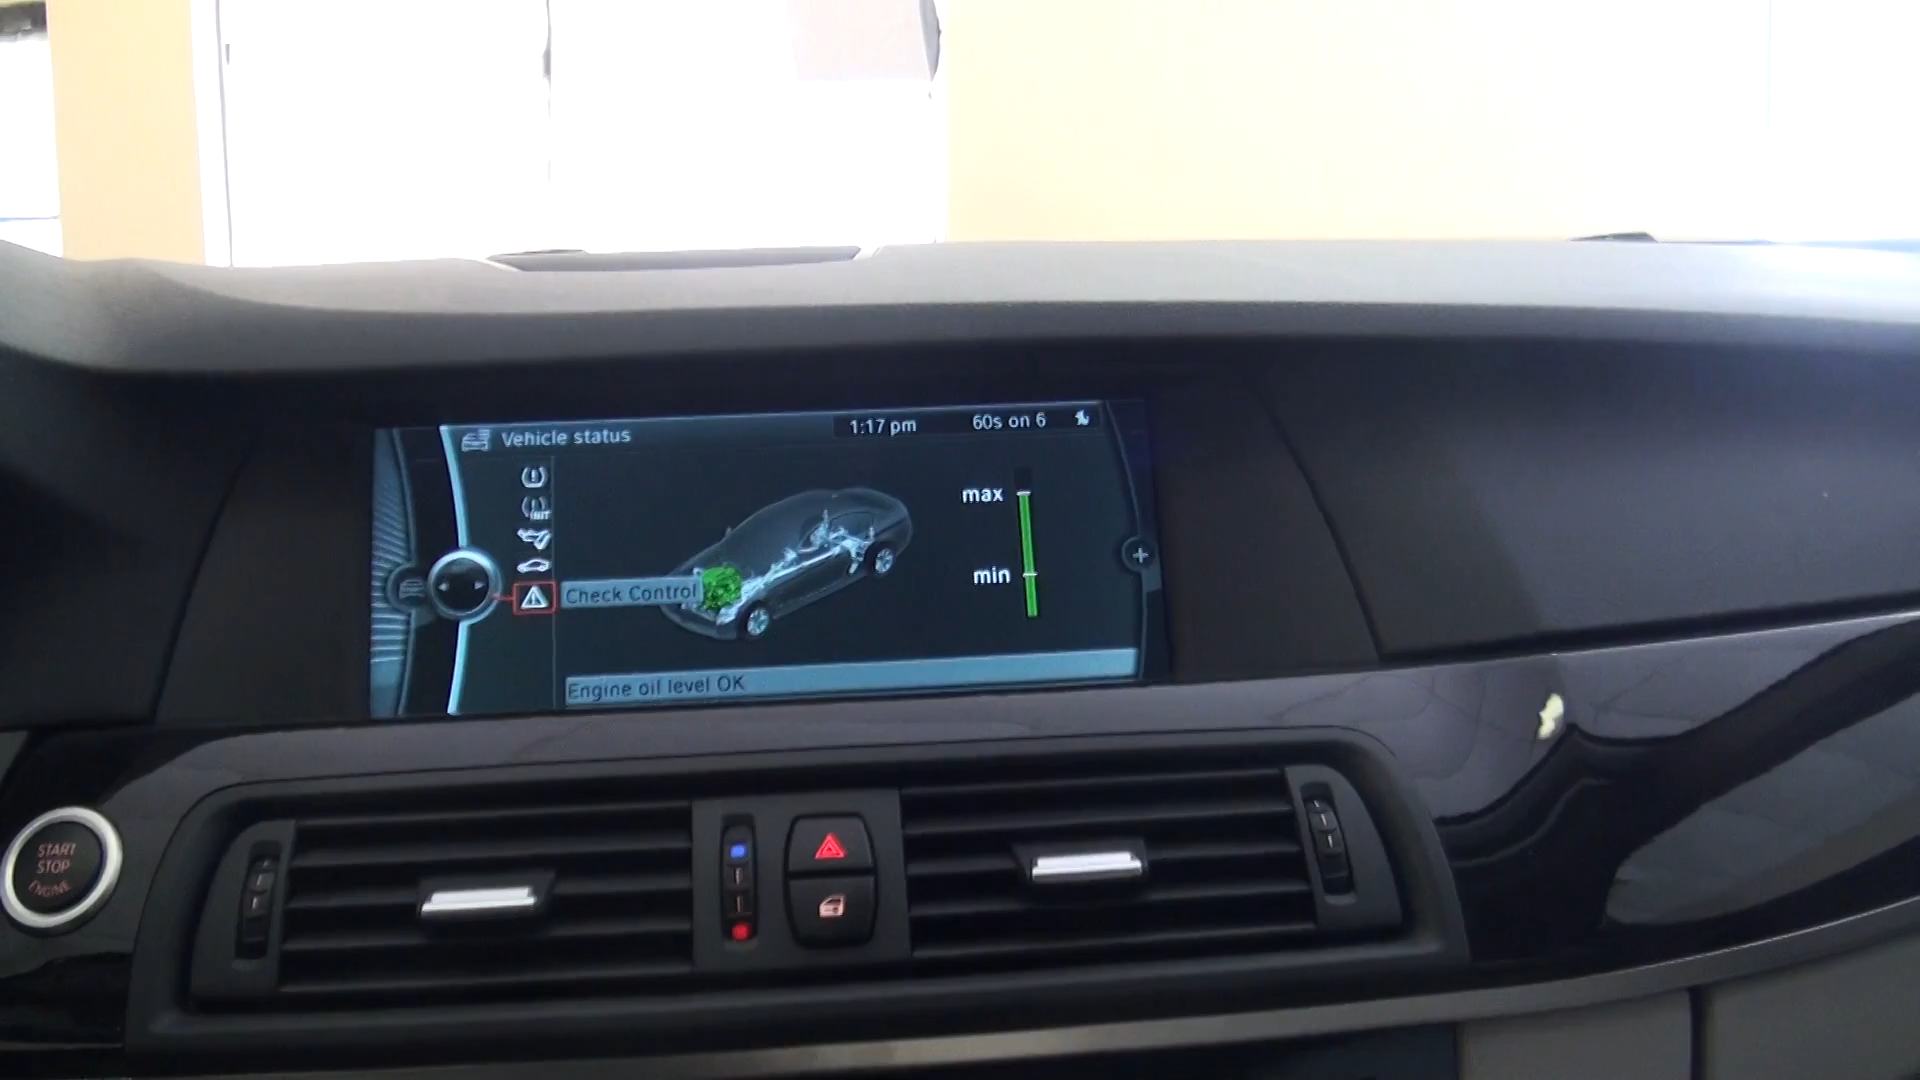 Vehicle status
1:17 pm
60s on 6
max
min
Check Control
Engine oil level OK
START
STOP
ENGINE